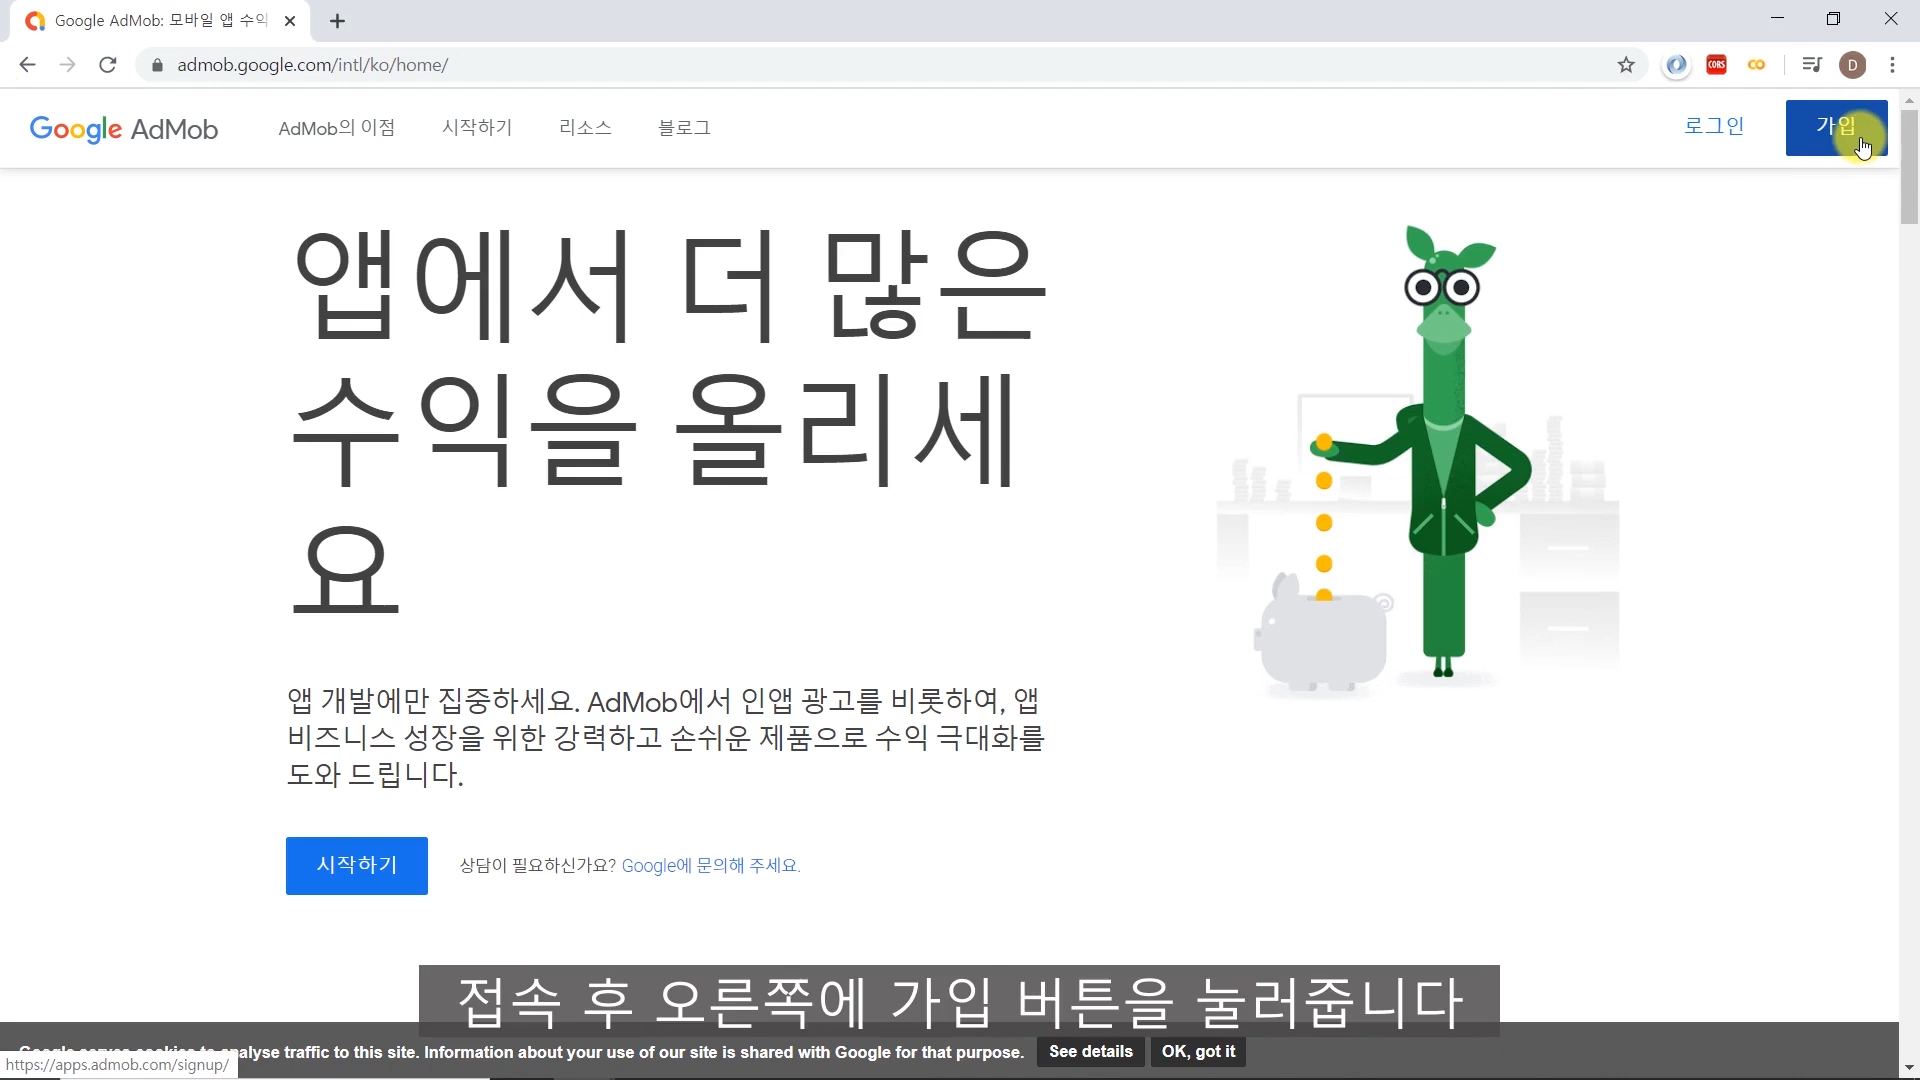 Google AdMob: 모바일 앱 수익
admob.google.com/intl/ko/home/
CORS
D
Google AdMob
AdMob의 이점
시작하기
리소스
블로그
로그인
가입
앱에서 더 많은
수익을 올리세
요
앱 개발에만 집중하세요. AdMob에서 인앱 광고를 비롯하여, 앱
비즈니스 성장을 위한 강력하고 손쉬운 제품으로 수익 극대화를
도와 드립니다.
시작하기
상담이 필요하신가요? Google에 문의해 주세요.
접속 후 오른쪽에 가입 버튼을 눌러줍니다
traffic to this site. Information about your use of our site is shared with Google for that purpose.
See details
OK, got it
https://apps.admob.com/signup/